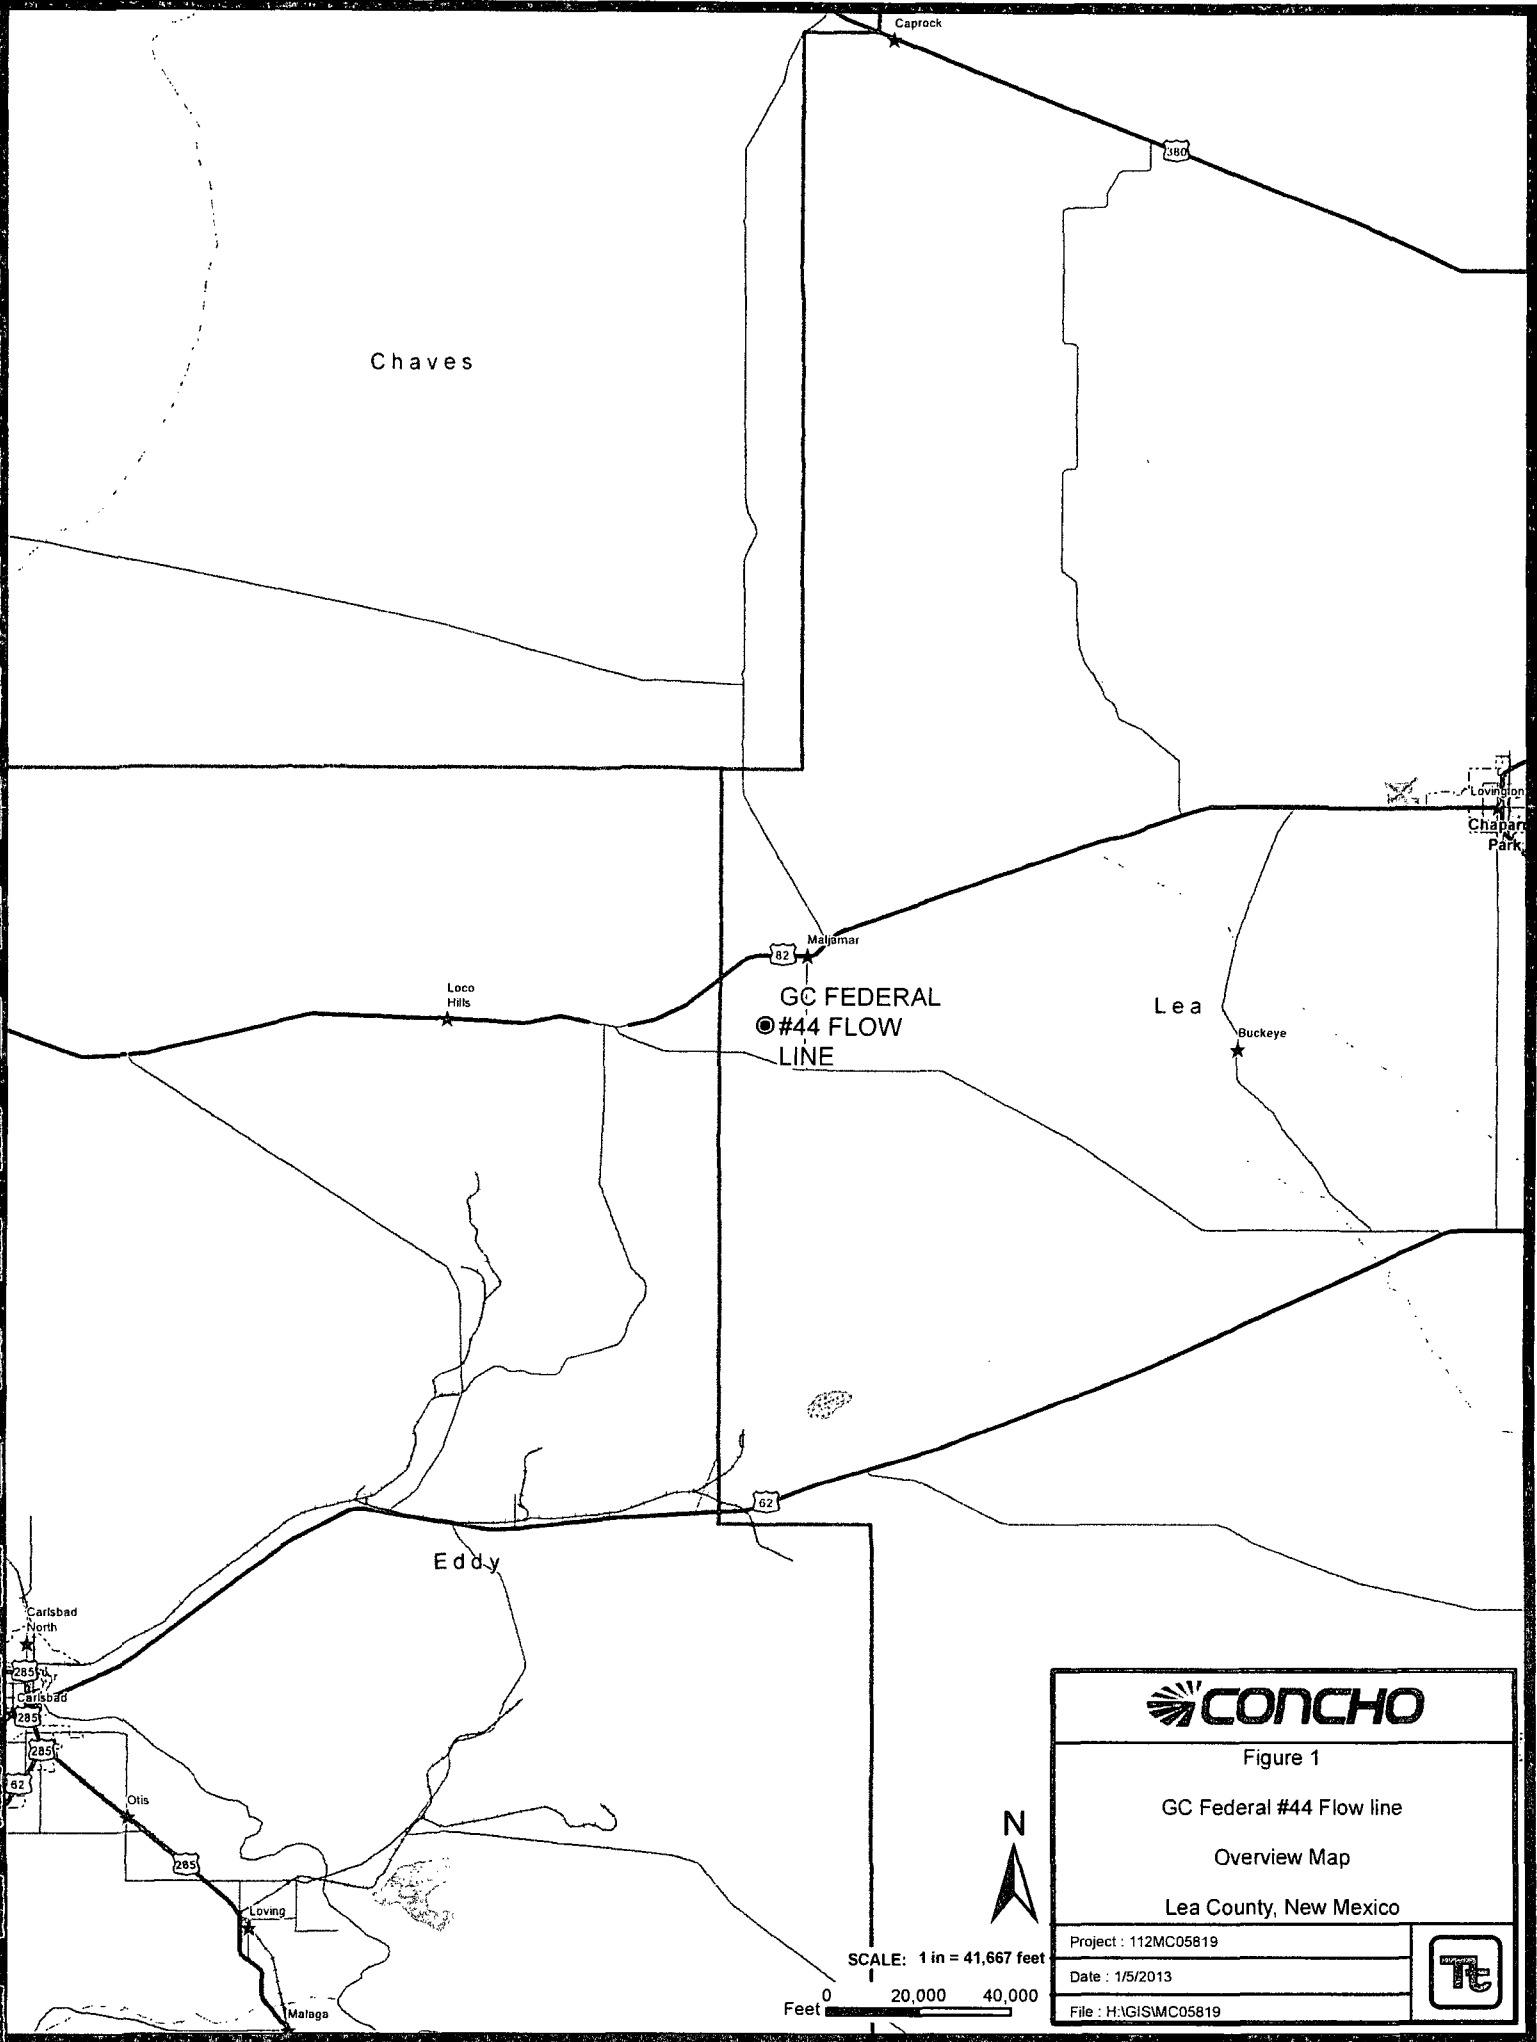 Caprock
380
Chaves
Lovington
Park
Maljamar
82
Loco
Hills
GC FEDERAL
#44 FLOW
LINE
Lea
Buckeye
62
Eddy
Carlsbad
North
285
Carlsbad
285
285
62
Otis
285
Loving
Malaga
N
SCALE: 1 in = 41,667 feet
Feet 0 20,000 40,000
CONCHO
Figure 1
GC Federal #44 Flow line
Overview Map
Lea County, New Mexico
Project : 112MC05819
Date : 1/5/2013
File : H:\GIS\MC05819
Tt